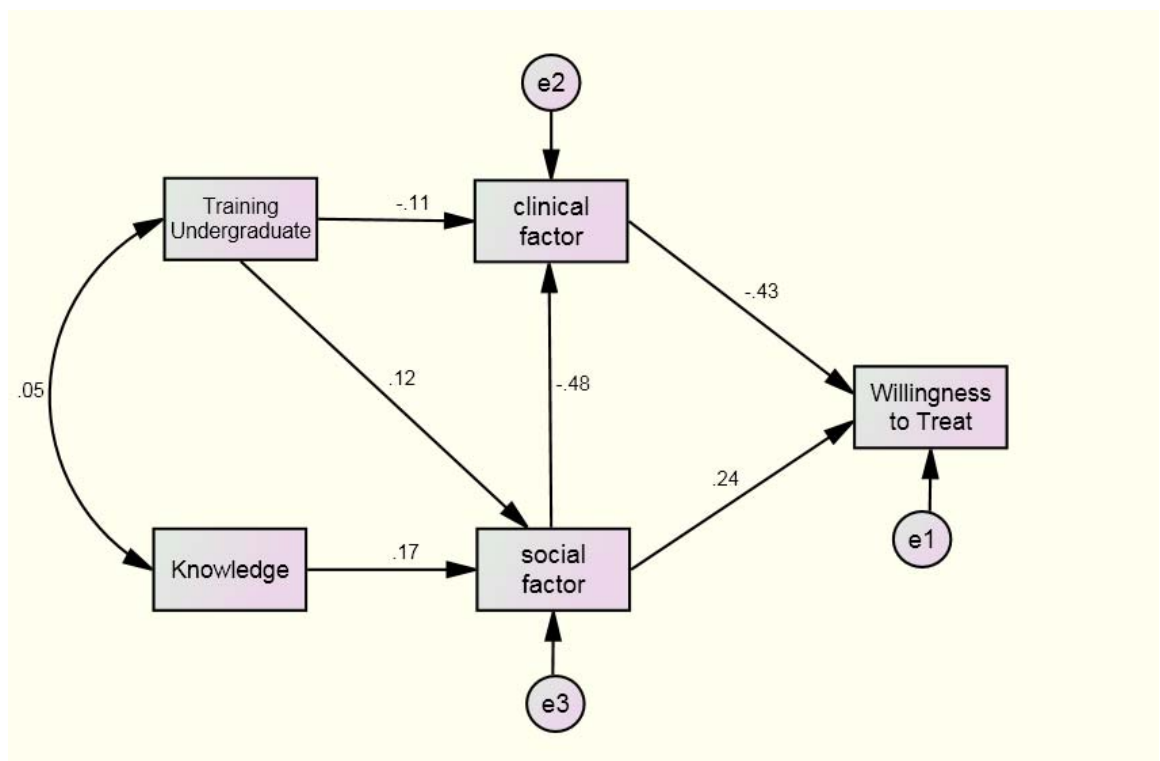 e2
Training
Undergraduate
-.11
clinical
factor
-.43
.05
.12
-.48
Willingness
to Treat
.24
e1
Knowledge
.17
social
factor
e3